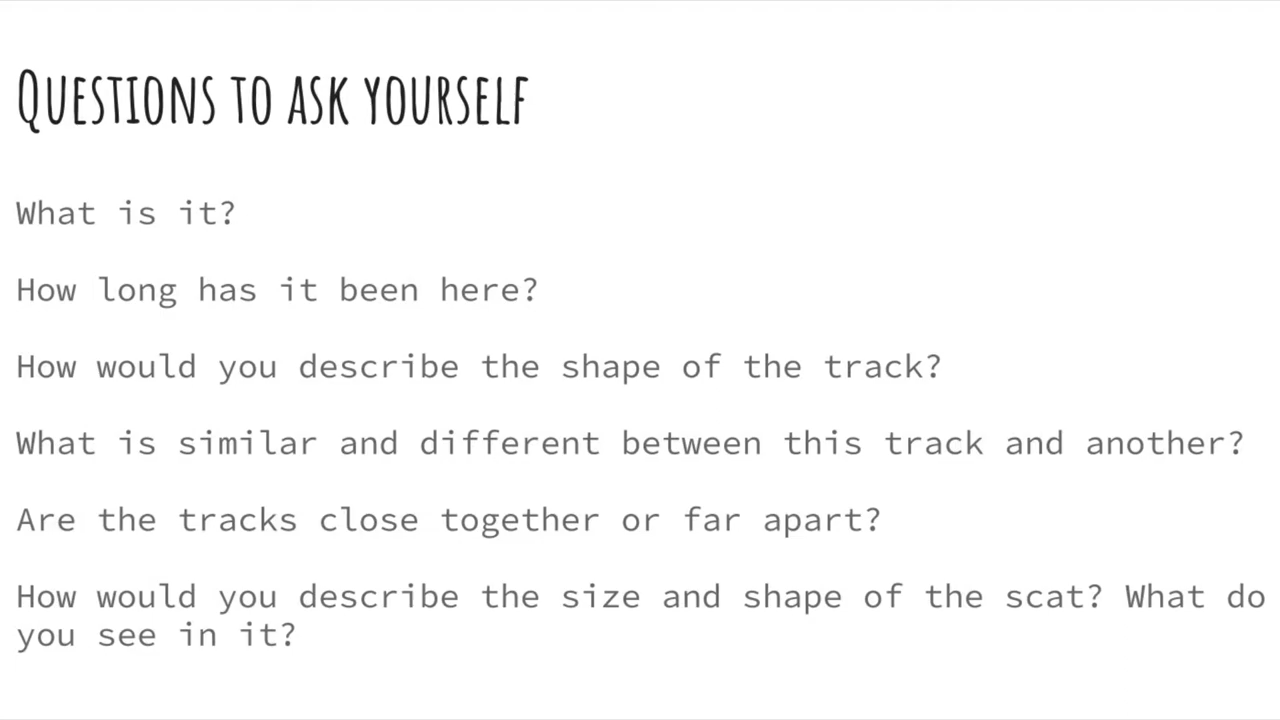 Questions to ask yourself
What is it?
How long has it been here?
How would you describe the shape of the track?
What is similar and different between this track and another?
Are the tracks close together or far apart?
How would you describe the size and shape of the scat? What do
you see in it?